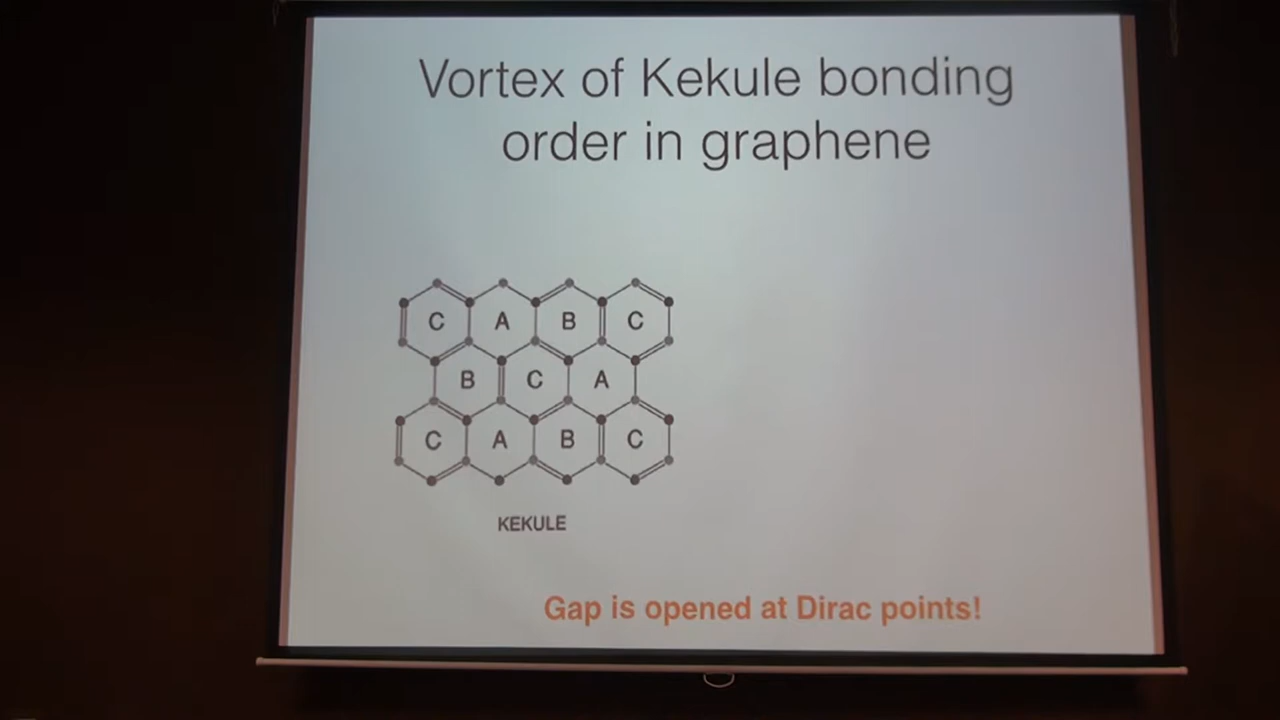 Vortex of Kekule bonding
order in graphene
C A B C
B C A
C A B C
KEKULE
Gap is opened at Dirac points!